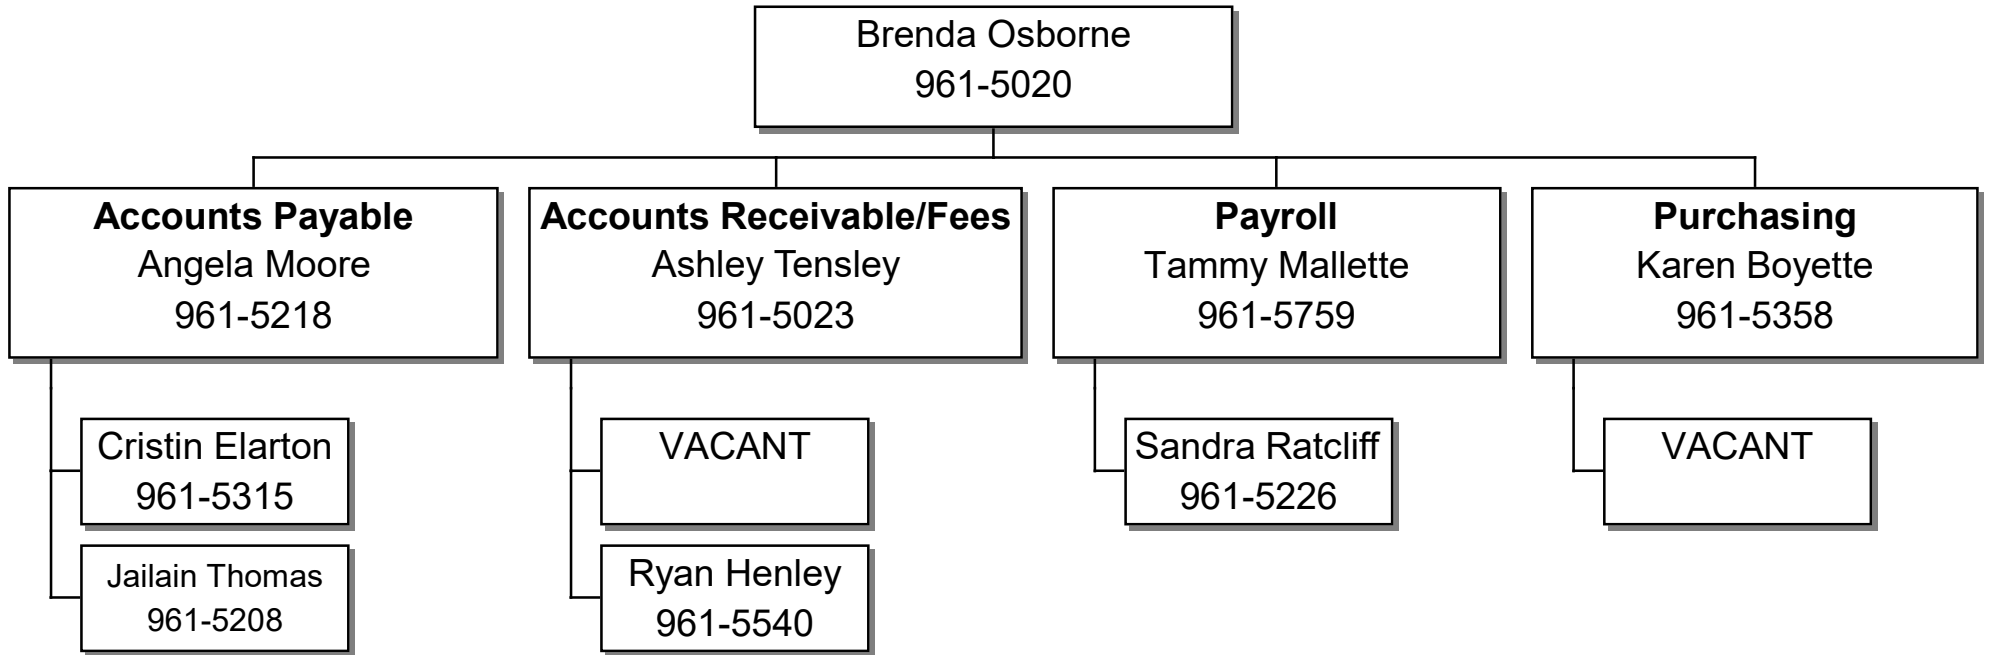 Brenda Osborne
961-5020
Accounts Payable
Angela Moore
961-5218
Accounts Receivable/Fees
Ashley Tensley
961-5023
Payroll
Tammy Mallette
961-5759
Purchasing
Karen Boyette
961-5358
Cristin Elarton
961-5315
Jailain Thomas
961-5208
VACANT
Ryan Henley
961-5540
Sandra Ratcliff
961-5226
VACANT